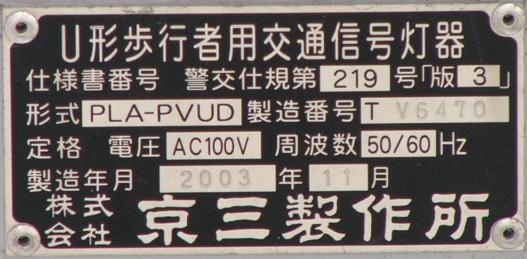 U形歩行者用交通信号灯器
仕様書番号 警交仕規第 219 号「版 3」
形式 PLA-PVUD 製造番号 T V6470
定格 電圧 AC100V 周波数 50/60 Hz
製造年月 2003 年 11 月
株式会社 京三製作所